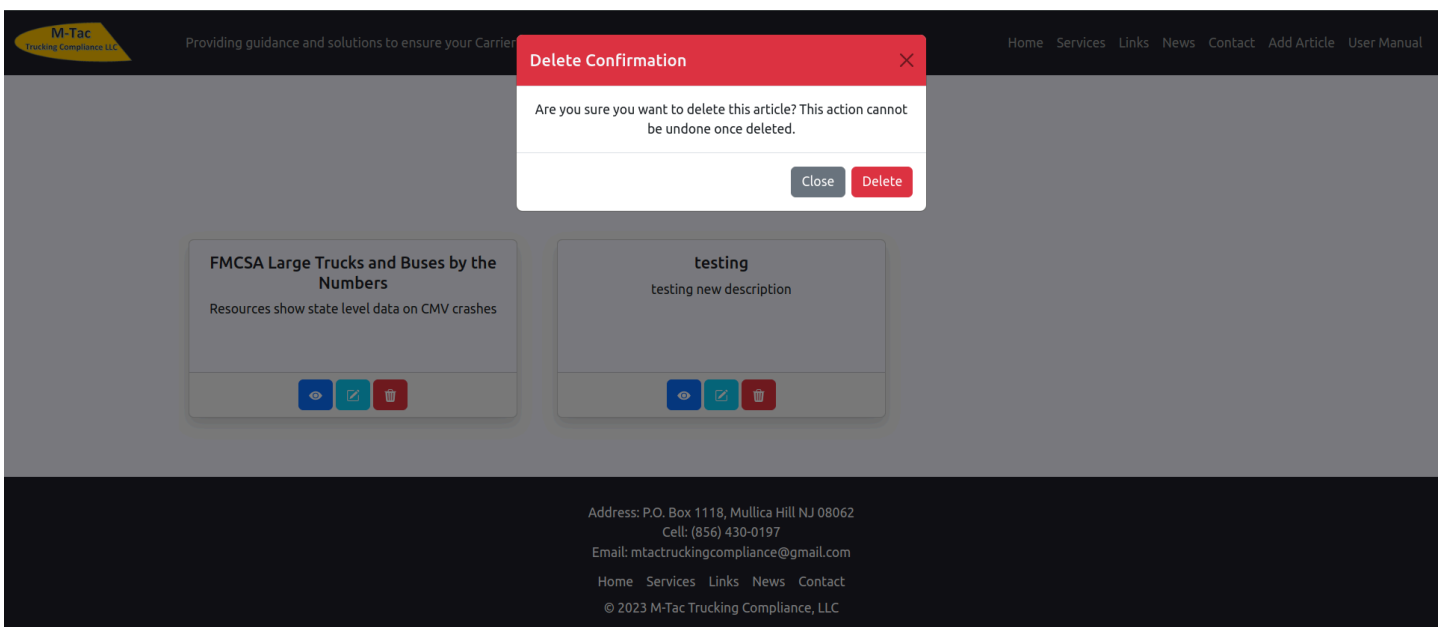 M-Tac
Trucking Compliance LLC
Providing guidance and solutions to ensure your Carrier
Home Services Links News Contact Add Article User Manual
Delete Confirmation
Are you sure you want to delete this article? This action cannot
be undone once deleted.
Close Delete
FMCSA Large Trucks and Buses by the
Numbers
Resources show state level data on CMV crashes
testing
testing new description
Address: P.O. Box 1118, Mullica Hill NJ 08062
Cell: (856) 430-0197
Email: mtactruckingcompliance@gmail.com
Home Services Links News Contact
© 2023 M-Tac Trucking Compliance, LLC